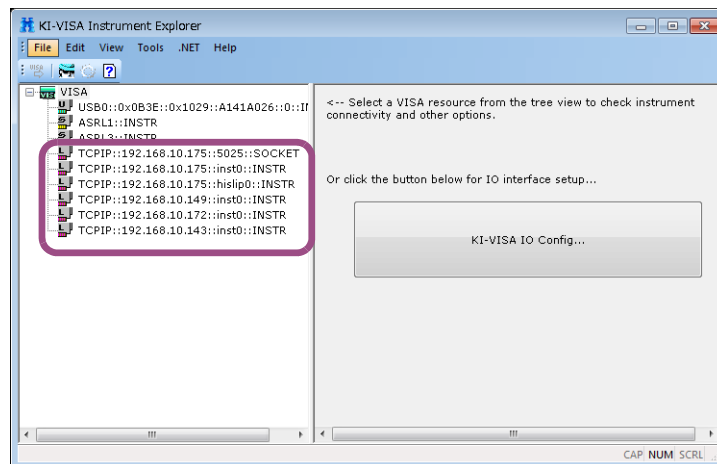 KI-VISA Instrument Explorer
File Edit View Tools .NET Help
VISA
USB0::0x0B3E::0x1029::A141A026::0::II
ASRL1::INSTR
ASRL3::INSTR
TCPIP::192.168.10.175::5025::SOCKET
TCPIP::192.168.10.175::inst0::INSTR
TCPIP::192.168.10.175::hislip0::INSTR
TCPIP::192.168.10.149::inst0::INSTR
TCPIP::192.168.10.172::inst0::INSTR
TCPIP::192.168.10.143::inst0::INSTR
<-- Select a VISA resource from the tree view to check instrument
connectivity and other options.
Or click the button below for IO interface setup...
KI-VISA IO Config...
CAP NUM SCRL